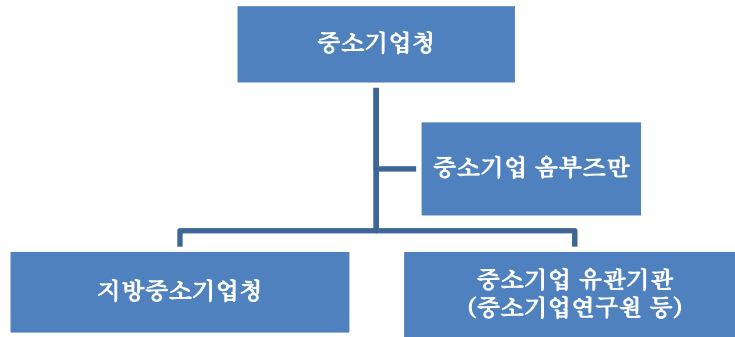 중소기업청
중소기업 옴부즈만
지방중소기업청
중소기업 유관기관
(중소기업연구원 등)